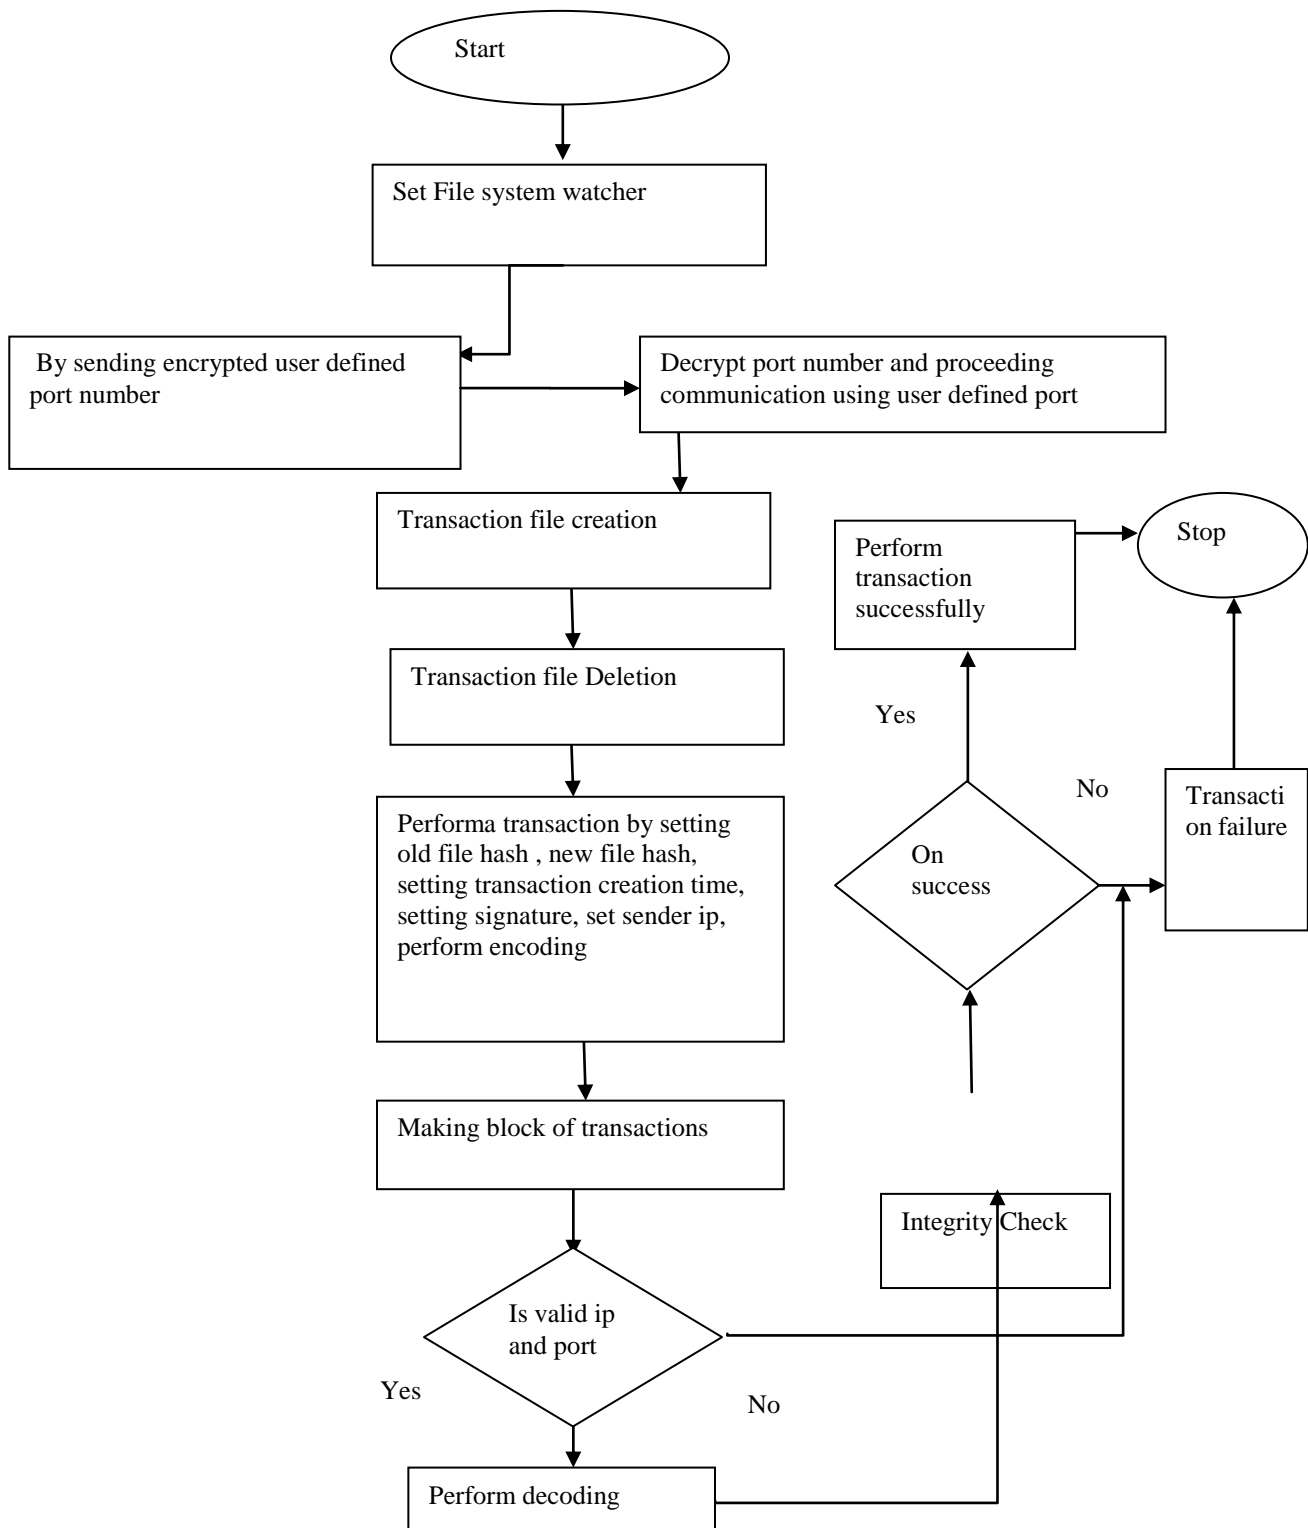 Start
Set File system watcher
By sending encrypted user defined
port number
Decrypt port number and proceeding
communication using user defined port
Transaction file creation
Transaction file Deletion
Performa transaction by setting
old file hash , new file hash,
setting transaction creation time,
setting signature, set sender ip,
perform encoding
Making block of transactions
Is valid ip
and port
Yes
No
Perform decoding
Integrity Check
On
success
Yes
No
Perform
transaction
successfully
Transacti
on failure
Stop